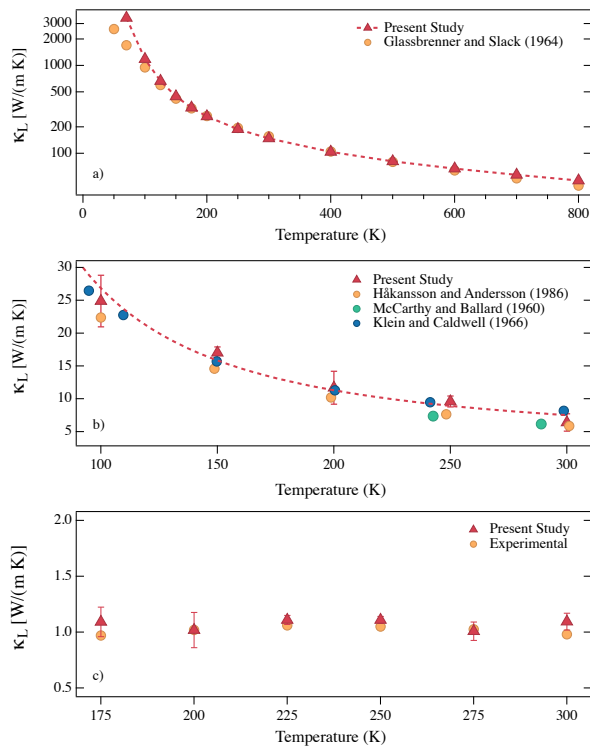 3000
2000
1000
500
200
100
κL [W/(m K)]
Present Study
Glassbrenner and Slack (1964)
a)
0
200
400
600
800
Temperature (K)
30
25
20
15
10
5
κL [W/(m K)]
Present Study
Håkansson and Andersson (1986)
McCarthy and Ballard (1960)
Klein and Caldwell (1966)
b)
100
150
200
250
300
Temperature (K)
2.0
1.5
1.0
0.5
κL [W/(m K)]
Present Study
Experimental
c)
175
200
225
250
275
300
Temperature (K)